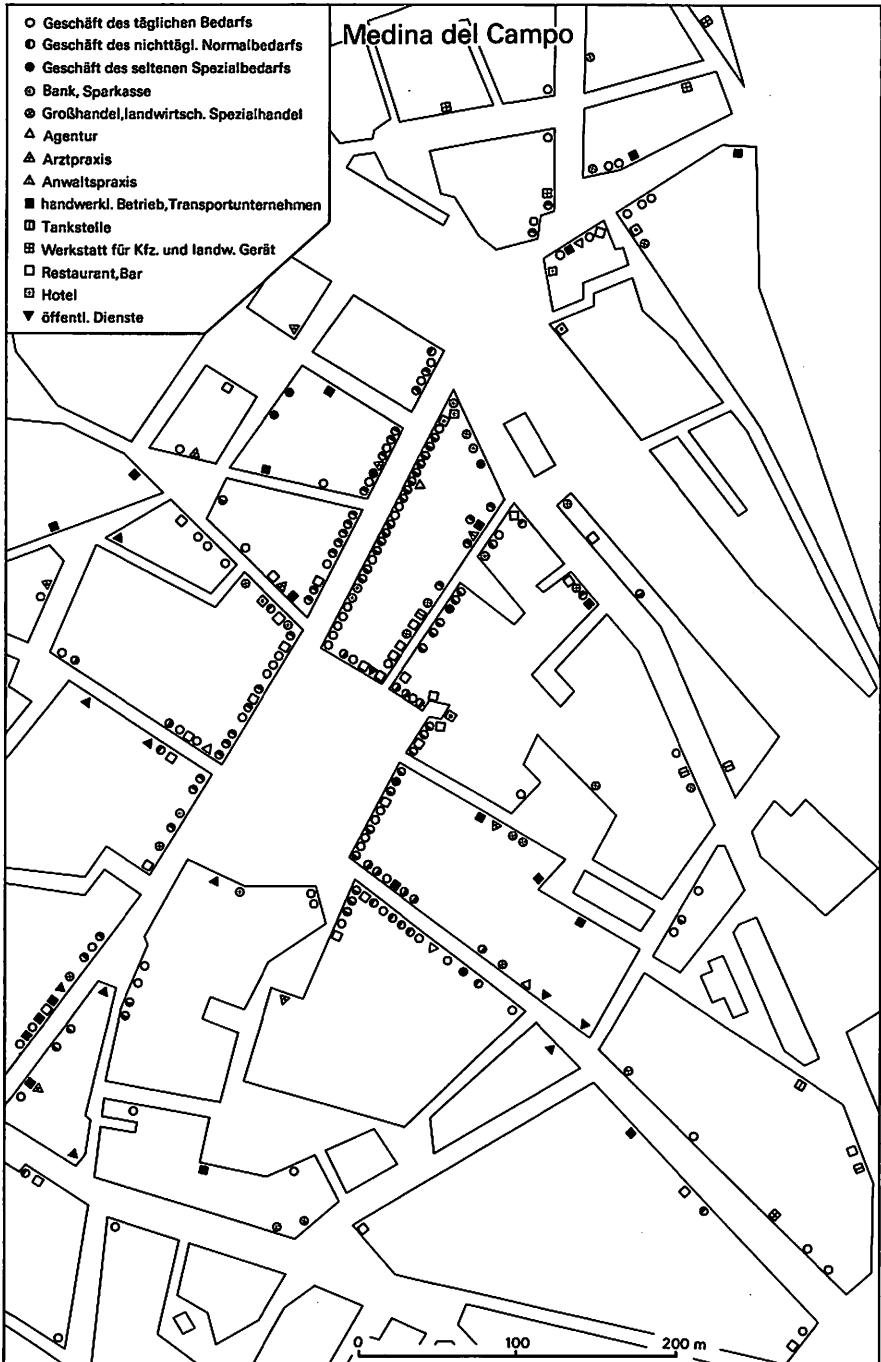 Medina del Campo
Geschäft des täglichen Bedarfs
Geschäft des nichttägl. Normalbedarfs
Geschäft des seltenen Spezialbedarfs
Bank, Sparkasse
Großhandel,landwirtsch. Spezialhandel
Agentur
Arztpraxis
Anwaltspraxis
handwerkl. Betrieb,Transportunternehmen
Tankstelle
Werkstatt für Kfz. und landw. Gerät
Restaurant,Bar
Hotel
öffentl. Dienste
0 100 200 m